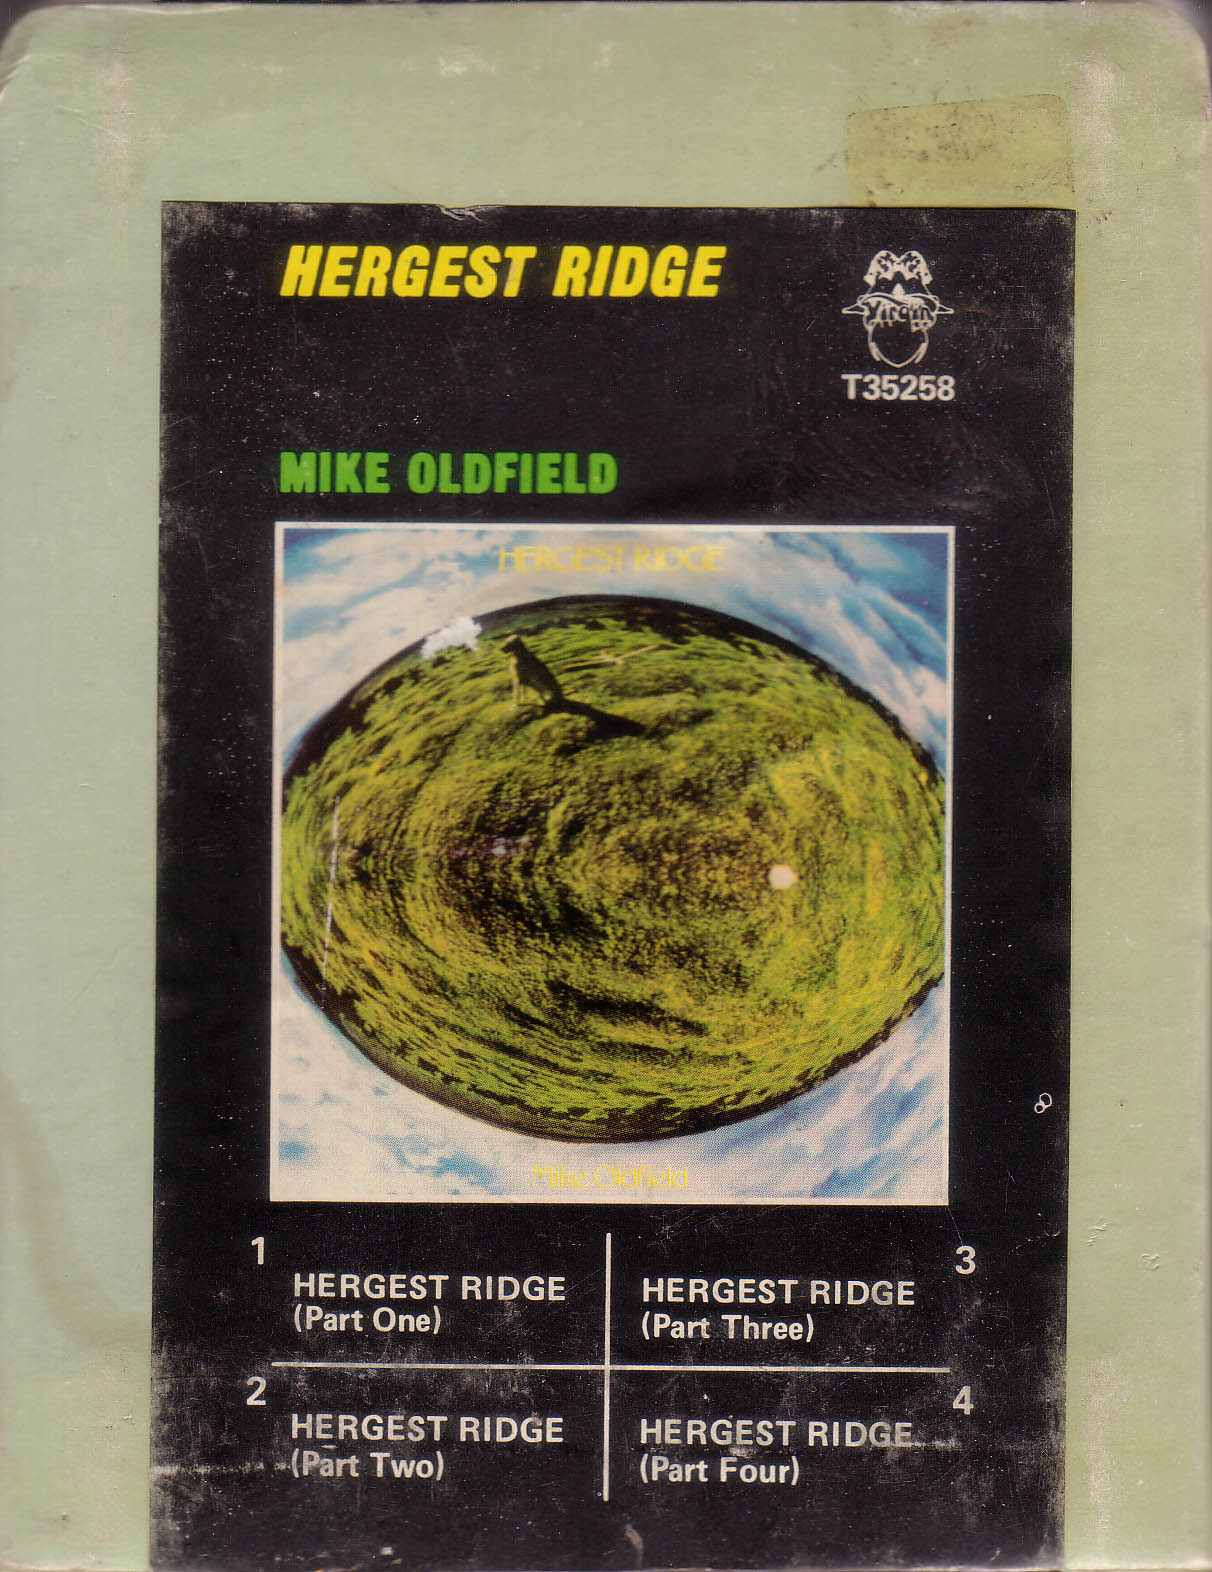 HERGEST RIDGE
Virgin
T35258
MIKE OLDFIELD
HERGEST RIDGE
Mike Oldfield
1
HERGEST RIDGE
(Part One)
3
HERGEST RIDGE
(Part Three)
2
HERGEST RIDGE
(Part Two)
4
HERGEST RIDGE
(Part Four)